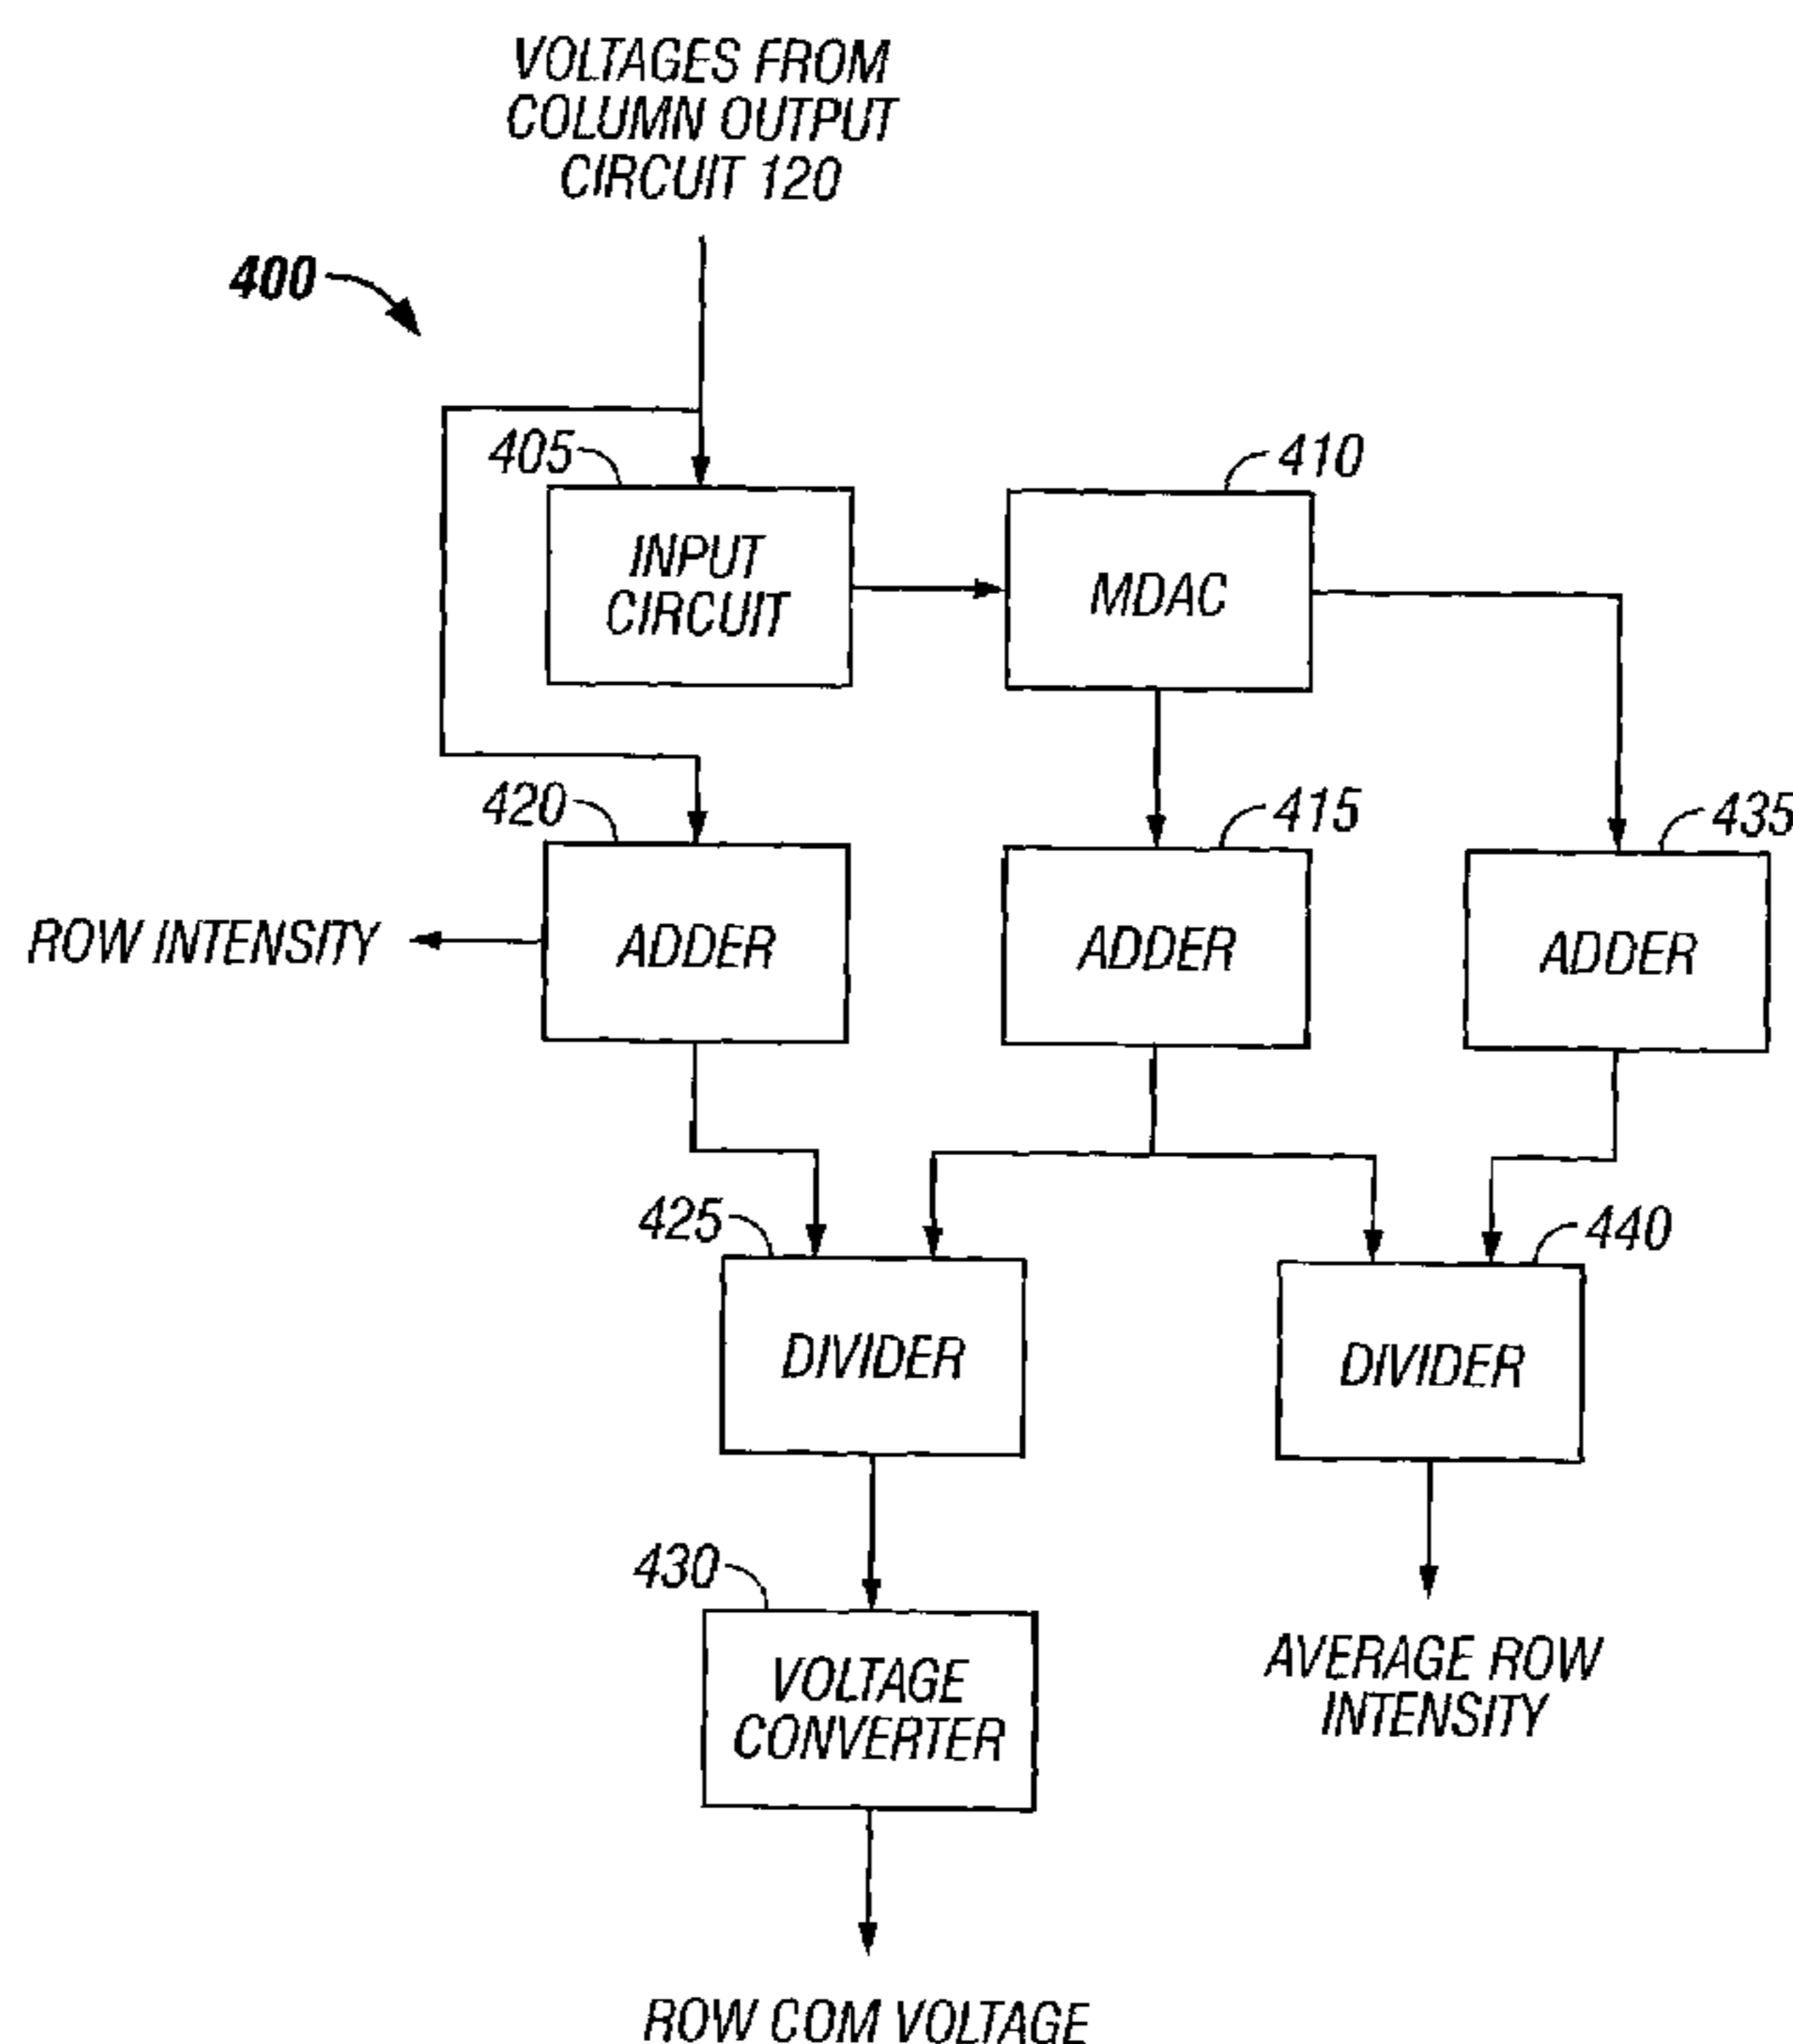 VOLTAGES FROM
COLUMN OUTPUT
CIRCUIT 120
400
405
410
INPUT
CIRCUIT
MDAC
420
415
435
ROW INTENSITY
ADDER
ADDER
ADDER
425
440
DIVIDER
DIVIDER
430
VOLTAGE
CONVERTER
AVERAGE ROW
INTENSITY
ROW COM VOLTAGE